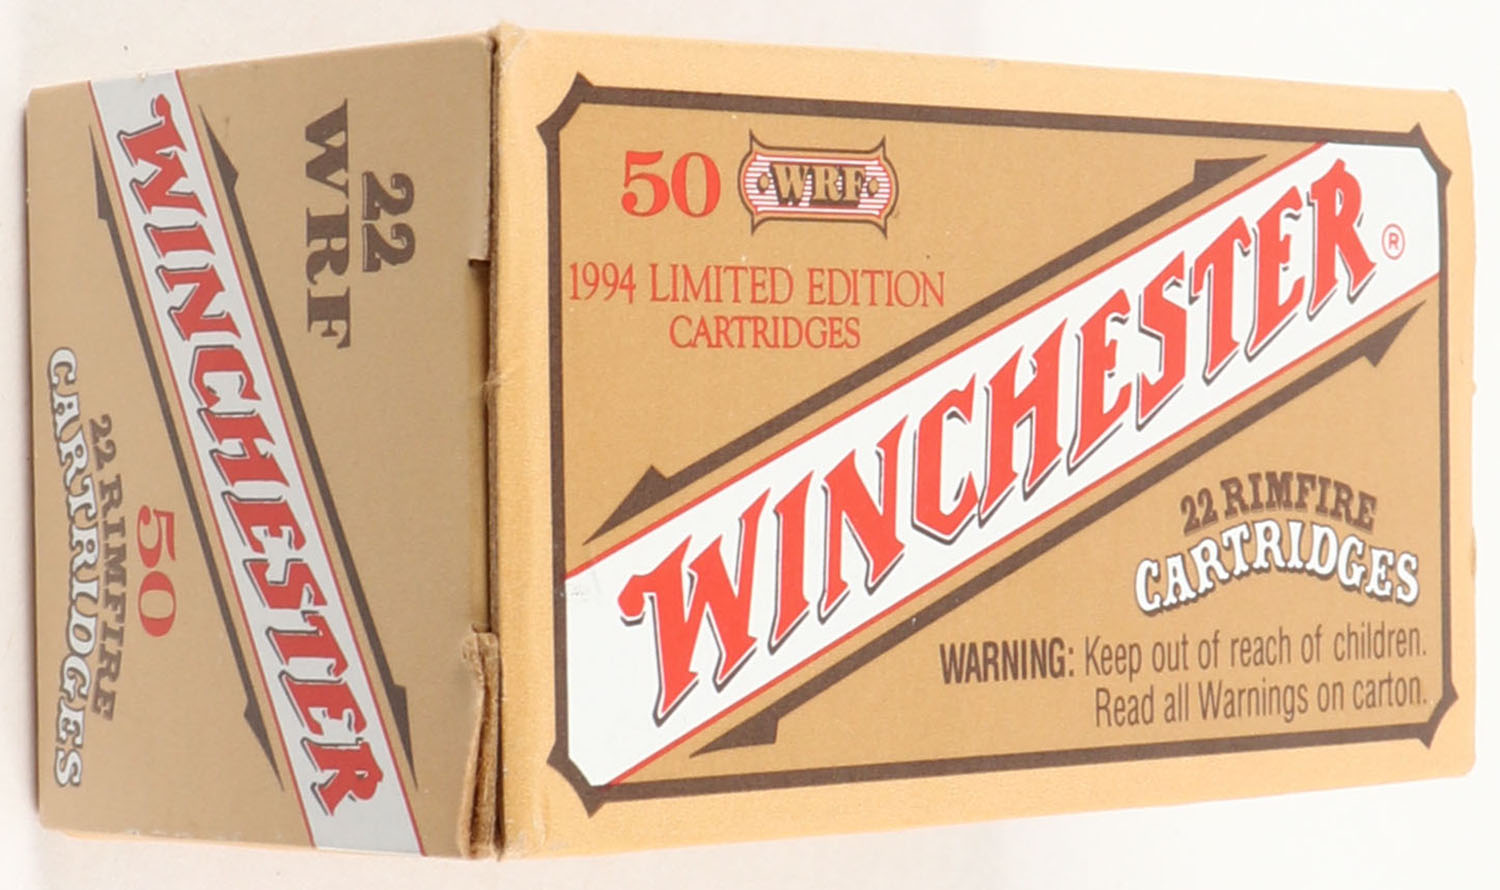 22
WRF
WINCHESTER
50
22 RIMFIRE
CARTRIDGES
50 WRF
1994 LIMITED EDITION
CARTRIDGES
WINCHESTER®
22 RIMFIRE
CARTRIDGES
WARNING: Keep out of reach of children.
Read all Warnings on carton.